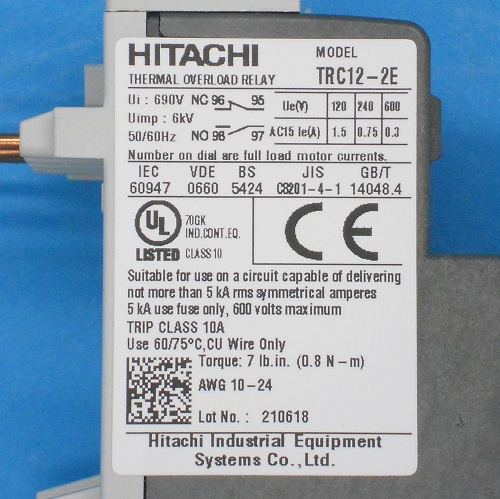 HITACHI
MODEL
THERMAL OVERLOAD RELAY TRC12-2E
Ui : 690V NC 96 95
Uimp : 6kV
50/60Hz NO 98 97
Ue(V) 120 240 600
AC15 Ie(A) 1.5 0.75 0.3
Number on dial are full load motor currents.
IEC VDE BS JIS GB/T
60947 0660 5424 C8201-4-1 14048.4
UL 70GK
IND.CONT.EQ.
LISTED CLASS10
CE
Suitable for use on a circuit capable of delivering
not more than 5 kA rms symmetrical amperes
5 kA use fuse only, 600 volts maximum
TRIP CLASS 10A
Use 60/75°C,CU Wire Only
Torque: 7 lb.in. (0.8 N-m)
AWG 10-24
Lot No. : 210618
Hitachi Industrial Equipment
Systems Co.,Ltd.